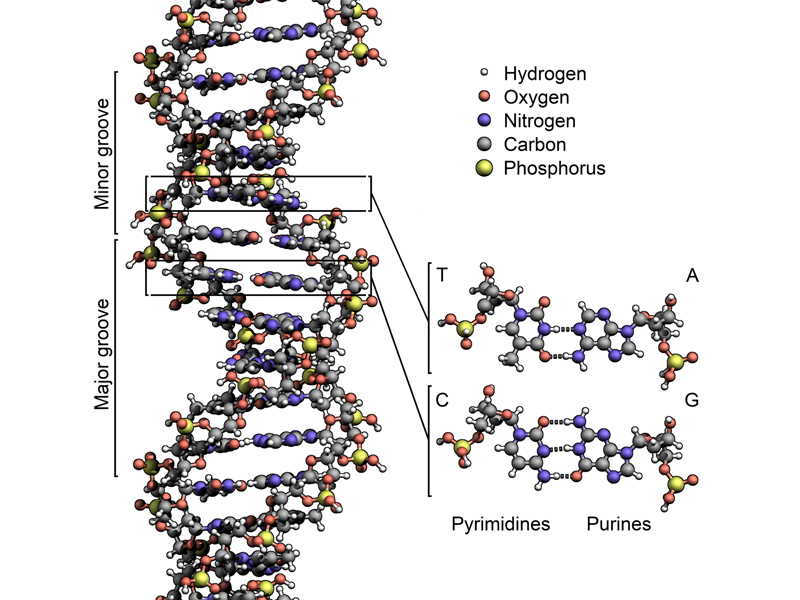 Hydrogen
Oxygen
Nitrogen
Carbon
Phosphorus
Minor groove
Major groove
T A
C G
Pyrimidines Purines